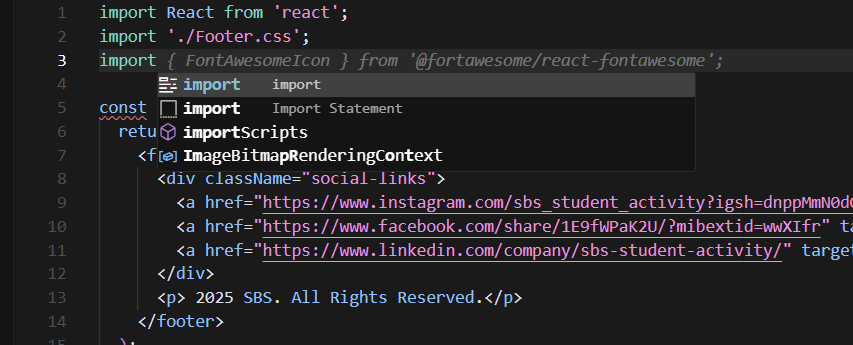 1 import React from 'react';
2 import './Footer.css';
3 import { FontAwesomeIcon } from '@fortawesome/react-fontawesome';
import import
4
import Import Statement
5 const
importScripts
6 retu
ImageBitmapRenderingContext
7 <f
8 <div className="social-links">
9 <a href="https://www.instagram.com/sbs_student_activity?igsh=dnppMmN0d
10 <a href="https://www.facebook.com/share/1E9fWPaK2U/?mibextid=wwXIfr" ta
11 <a href="https://www.linkedin.com/company/sbs-student-activity/" target
12 </div>
13 <p> 2025 SBS. All Rights Reserved.</p>
14 </footer>
15 );